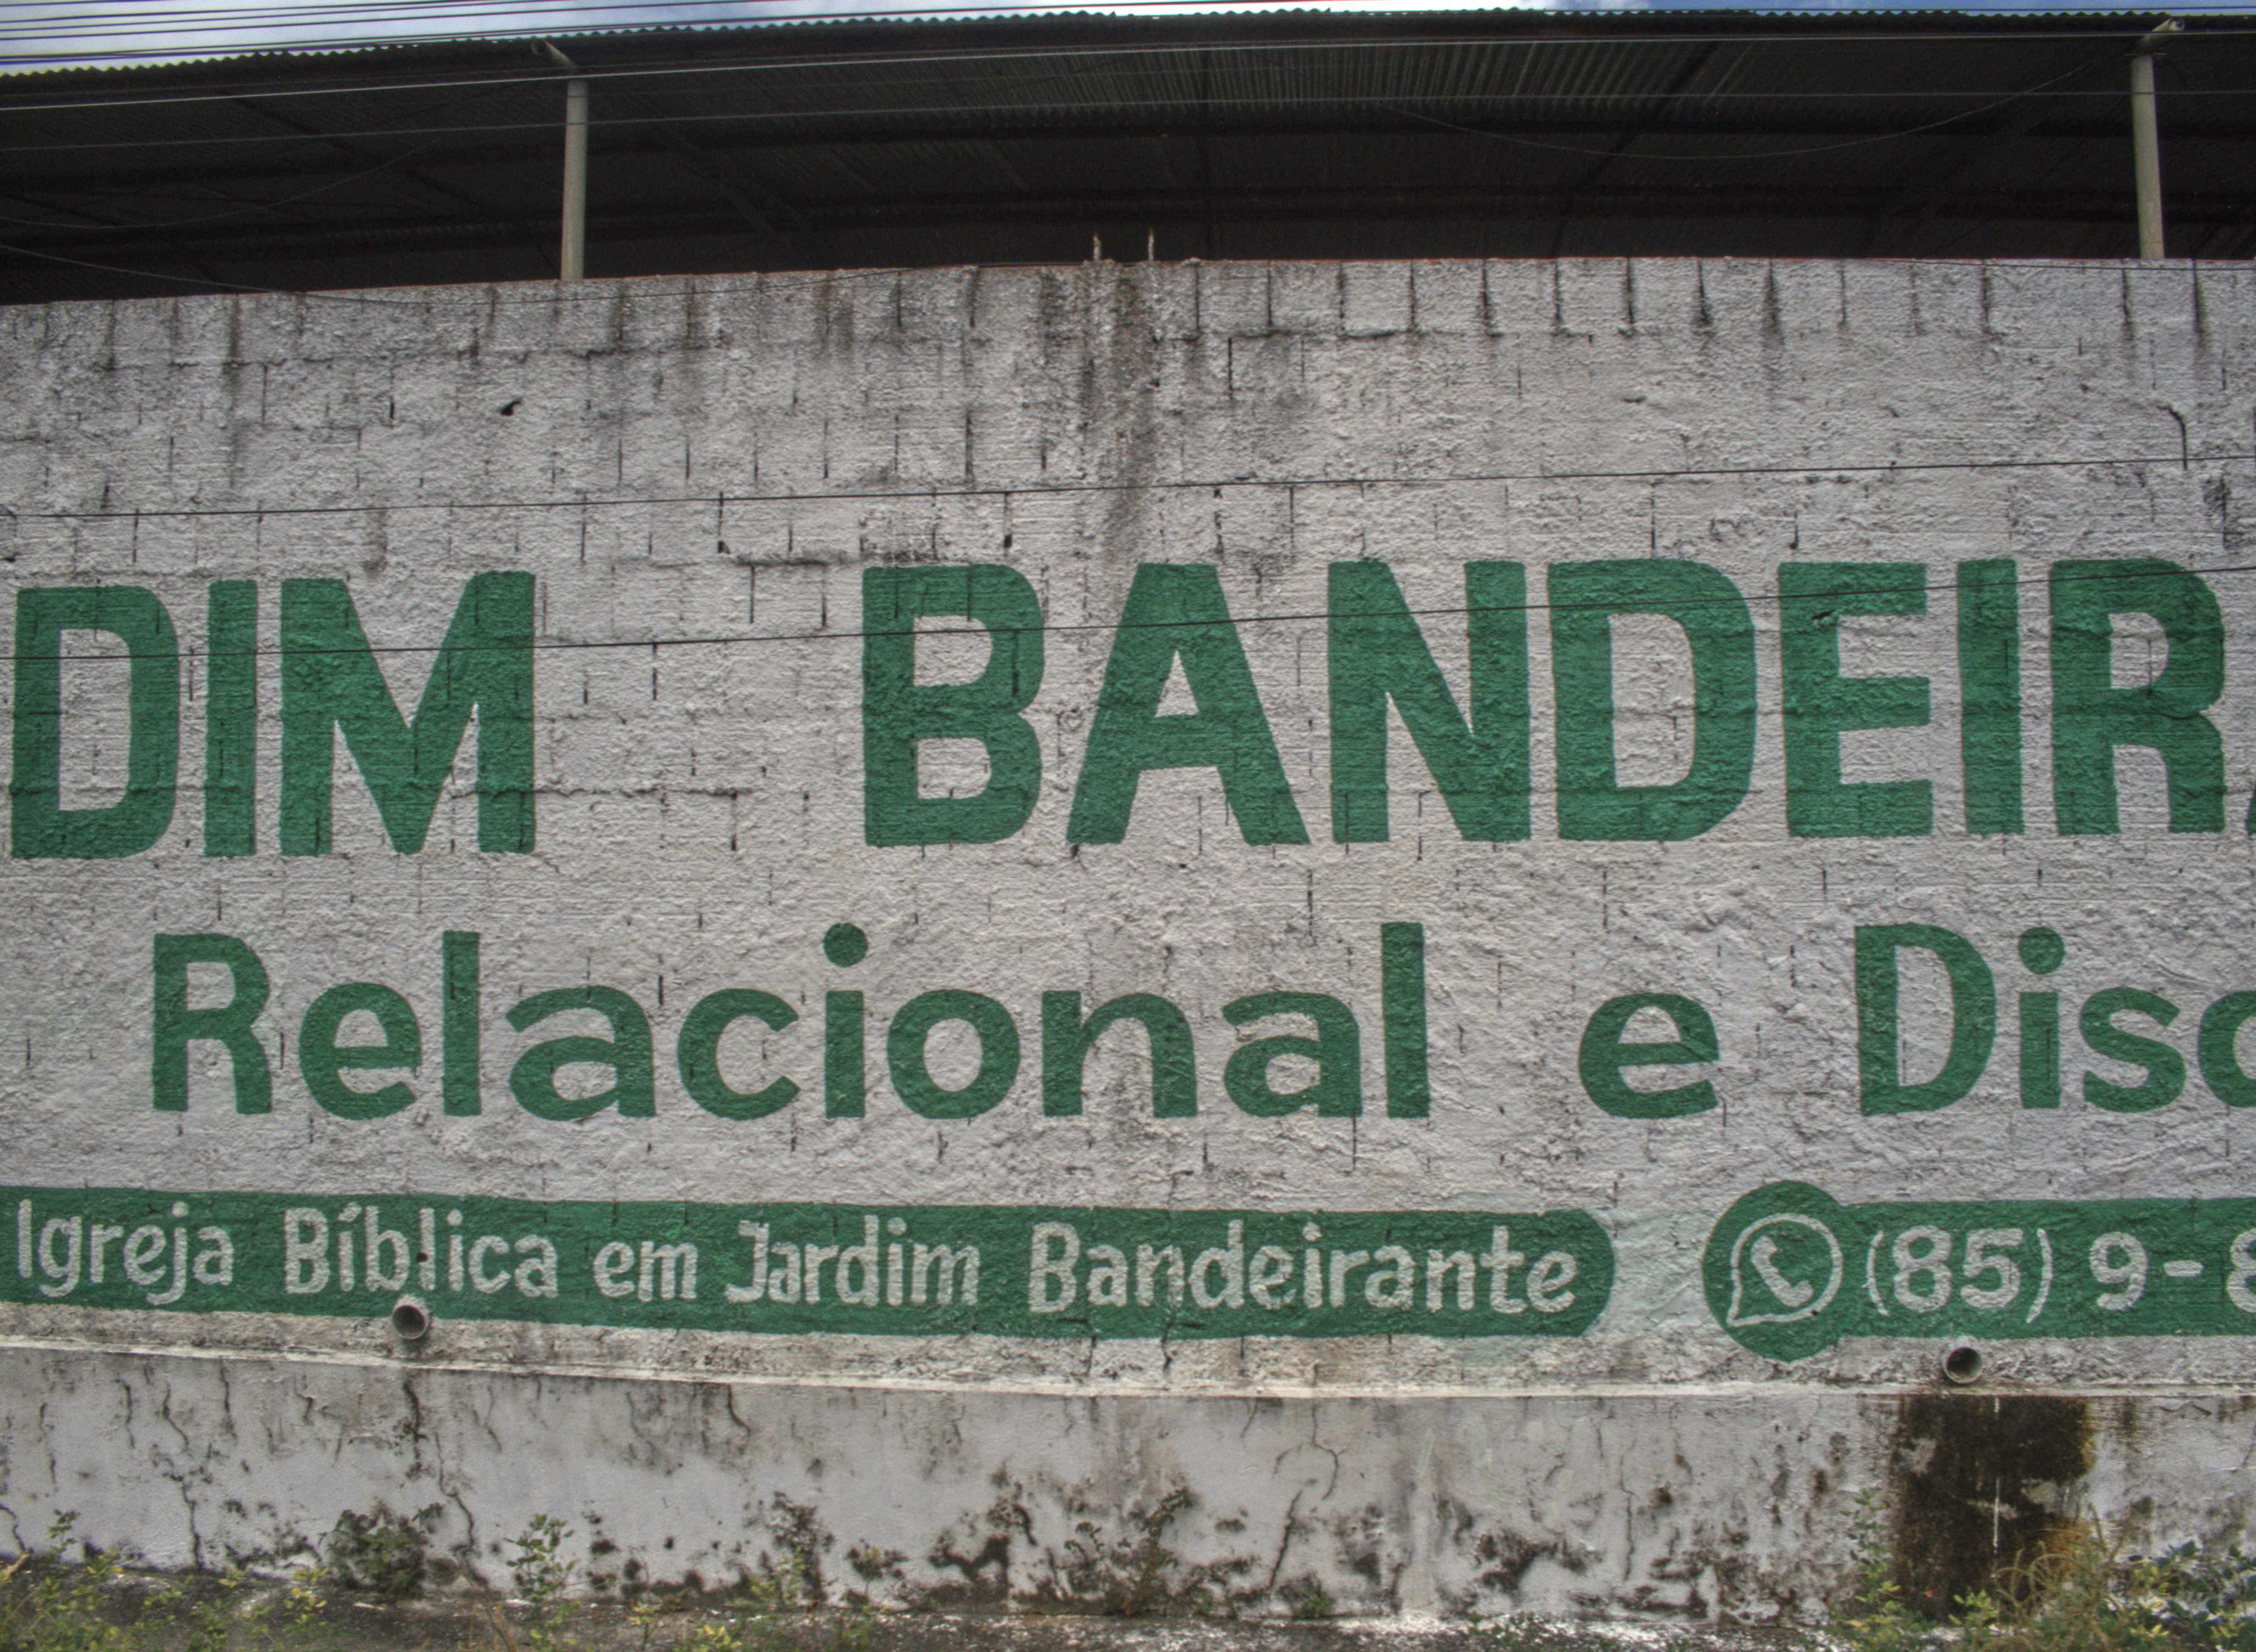 DIM BANDEIR
Relacional e Disc
Igreja Bíblica em Jardim Bandeirante
(85) 9-8